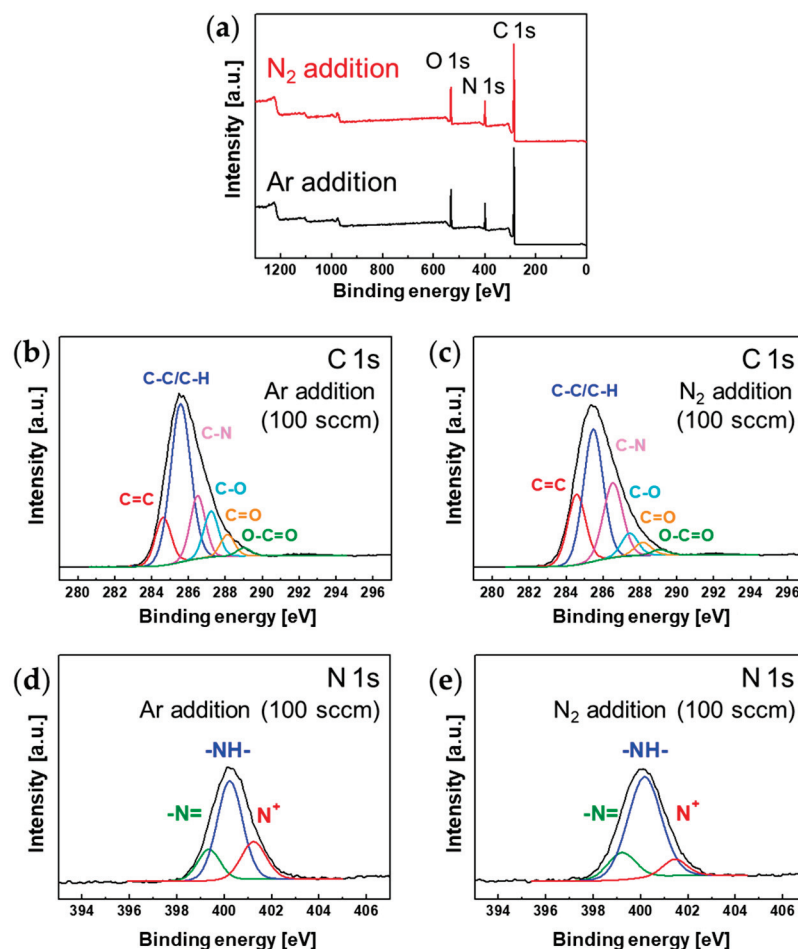 (a)
N₂ addition
O 1s
N 1s
C 1s
Ar addition
Intensity [a.u.]
1200 1000 800 600 400 200 0
Binding energy [eV]
(b)
C 1s
Ar addition
(100 sccm)
C-C/C-H
C-N
C=C
C-O
C=O
O-C=O
Intensity [a.u.]
280 282 284 286 288 290 292 294 296
Binding energy [eV]
(c)
C 1s
N₂ addition
(100 sccm)
C-C/C-H
C-N
C=C
C-O
C=O
O-C=O
Intensity [a.u.]
280 282 284 286 288 290 292 294 296
Binding energy [eV]
(d)
N 1s
Ar addition (100 sccm)
-NH-
-N=
N⁺
Intensity [a.u.]
394 396 398 400 402 404 406
Binding energy [eV]
(e)
N 1s
N₂ addition (100 sccm)
-NH-
-N=
N⁺
Intensity [a.u.]
394 396 398 400 402 404 406
Binding energy [eV]